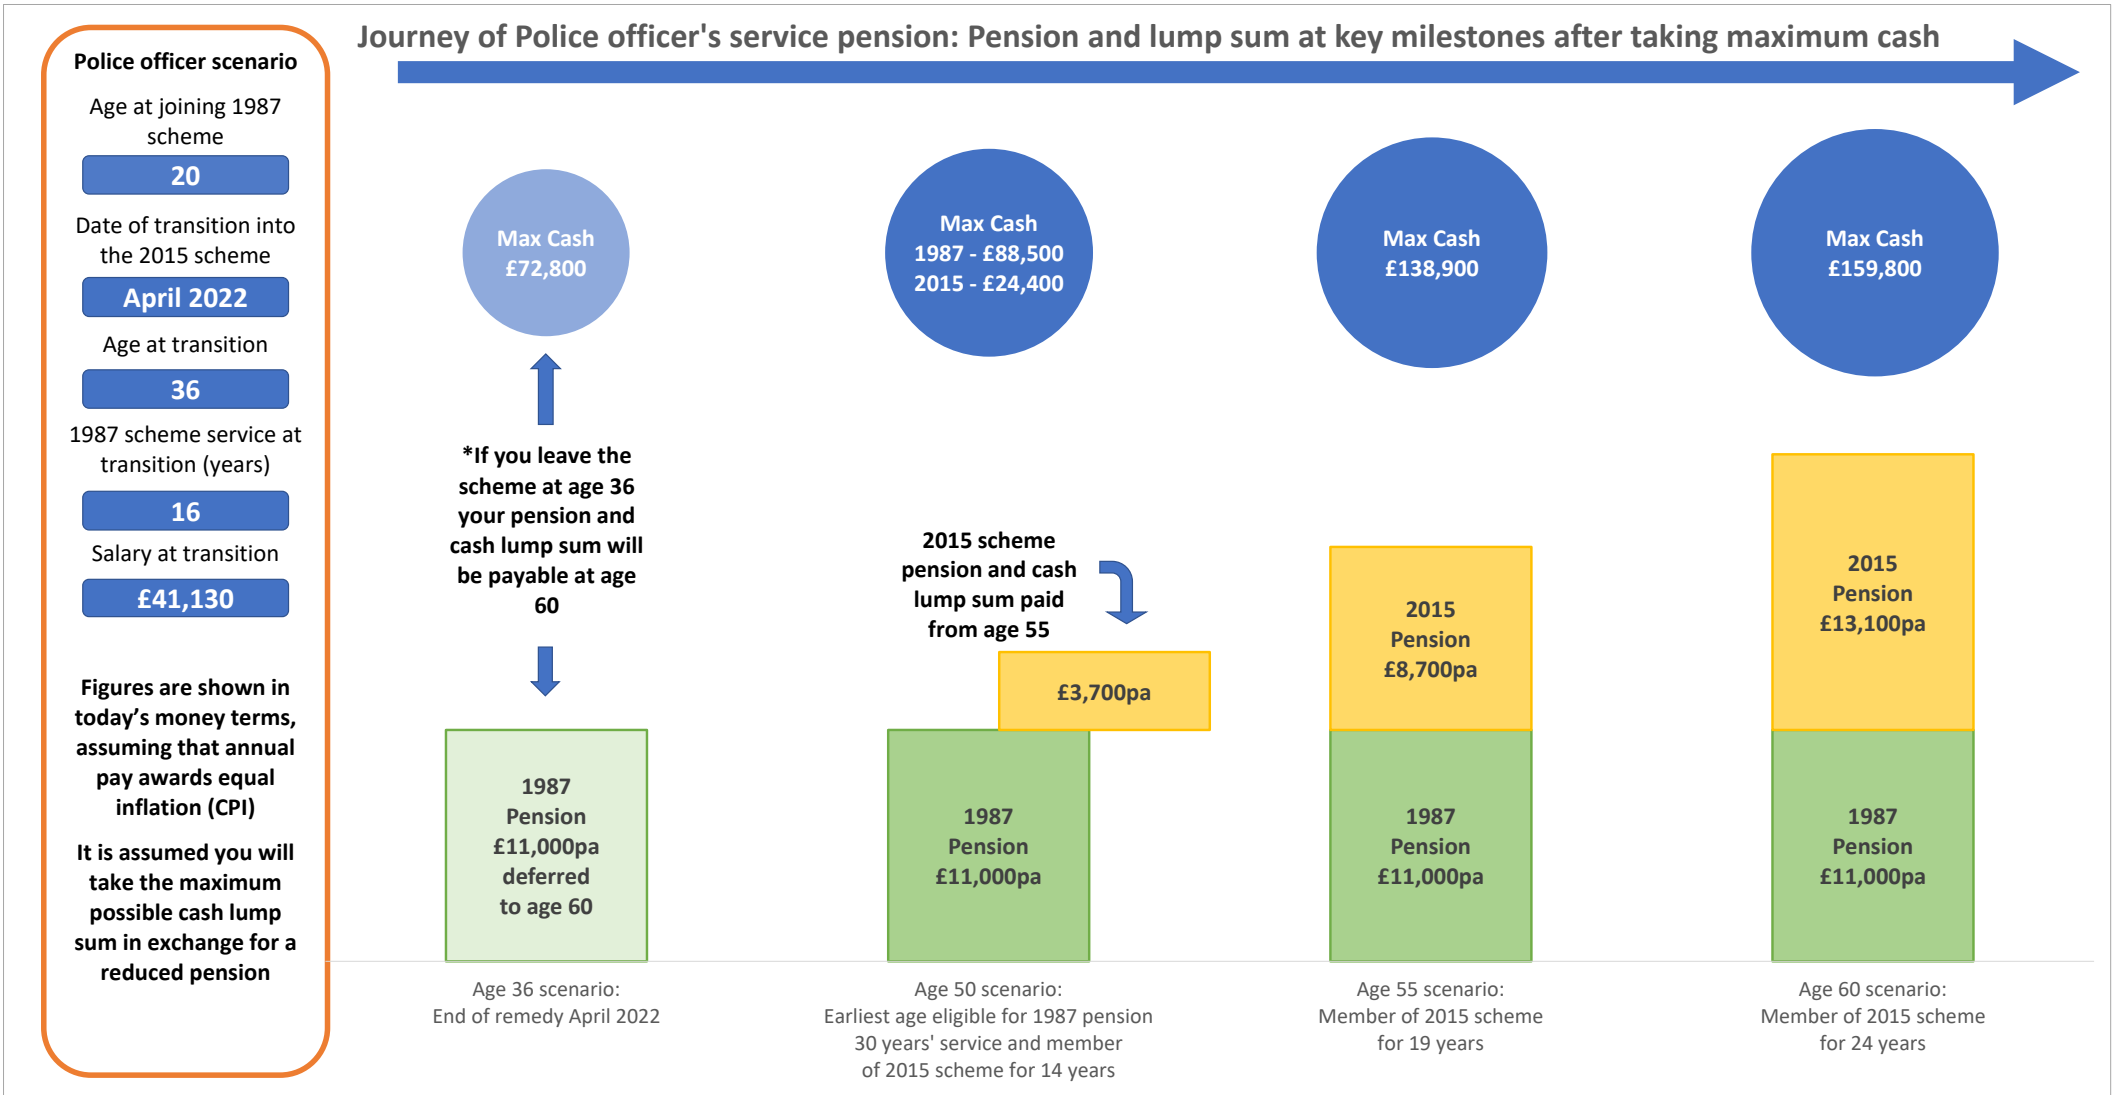 Journey of Police officer's service pension: Pension and lump sum at key milestones after taking maximum cash
Police officer scenario
Age at joining 1987
scheme
20
Date of transition into
the 2015 scheme
April 2022
Age at transition
36
1987 scheme service at
transition (years)
16
Salary at transition
£41,130
Figures are shown in
today’s money terms,
assuming that annual
pay awards equal
inflation (CPI)
It is assumed you will
take the maximum
possible cash lump
sum in exchange for a
reduced pension
Max Cash
£72,800
*If you leave the
scheme at age 36
your pension and
cash lump sum will
be payable at age
60
1987
Pension
£11,000pa
deferred
to age 60
Age 36 scenario:
End of remedy April 2022
Max Cash
1987 - £88,500
2015 - £24,400
2015 scheme
pension and cash
lump sum paid
from age 55
£3,700pa
1987
Pension
£11,000pa
Age 50 scenario:
Earliest age eligible for 1987 pension
30 years' service and member
of 2015 scheme for 14 years
Max Cash
£138,900
2015
Pension
£8,700pa
1987
Pension
£11,000pa
Age 55 scenario:
Member of 2015 scheme
for 19 years
Max Cash
£159,800
2015
Pension
£13,100pa
1987
Pension
£11,000pa
Age 60 scenario:
Member of 2015 scheme
for 24 years